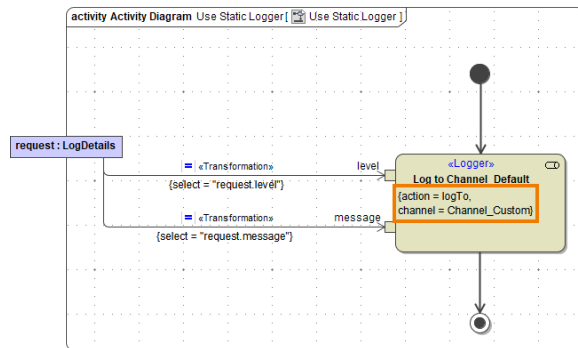 activity Activity Diagram Use Static Logger [ Use Static Logger ]
request : LogDetails
«Transformation»
level
{select = "request.level"}
«Transformation»
message
{select = "request.message"}
«Logger»
Log to Channel_Default
{action = logTo,
channel = Channel_Custom}